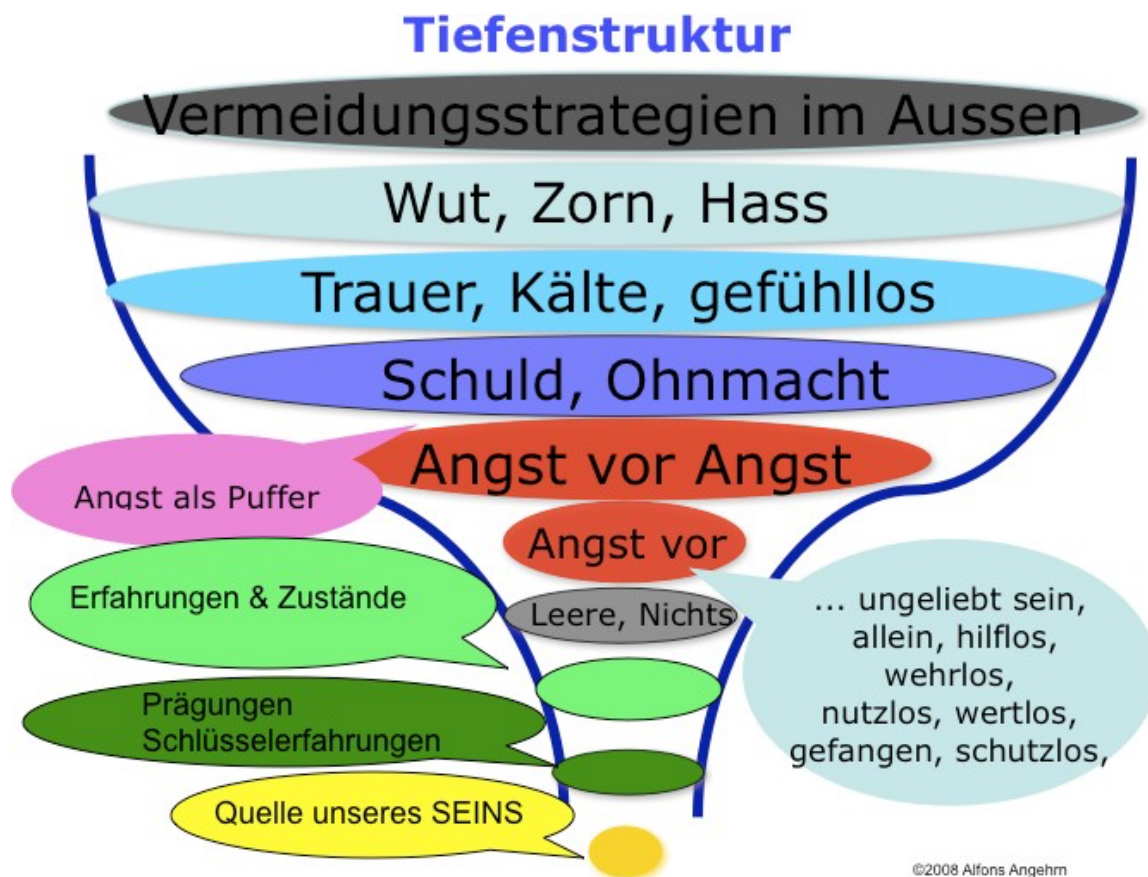 Tiefenstruktur
Vermeidungsstrategien im Aussen
Wut, Zorn, Hass
Trauer, Kälte, gefühllos
Schuld, Ohnmacht
Angst vor Angst
Angst als Puffer
Angst vor
... ungeliebt sein,
allein, hilflos,
wehrlos,
nutzlos, wertlos,
gefangen, schutzlos,
Erfahrungen & Zustände
Leere, Nichts
Prägungen
Schlüsselerfahrungen
Quelle unseres SEINS
©2008 Alfons Angehrn